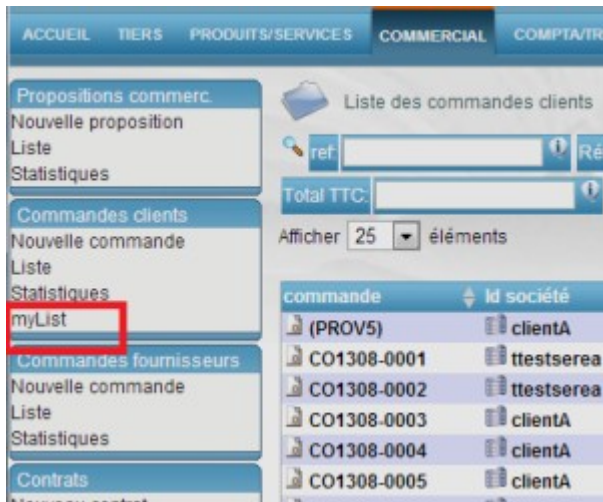 ACCUEIL TIERS PRODUITS/SERVICES COMMERCIAL COMPTA/TR
Propositions commerc.
Nouvelle proposition
Liste
Statistiques
Commandes clients
Nouvelle commande
Liste
Statistiques
myList
Commandes fournisseurs
Nouvelle commande
Liste
Statistiques
Contrats
Nouveau contrat
Liste des commandes clients
ref: Ré
Total TTC:
Afficher 25 éléments
commande Id société
(PROV5) clientA
CO1308-0001 ttestserea
CO1308-0002 ttestserea
CO1308-0003 clientA
CO1308-0004 clientA
CO1308-0005 clientA